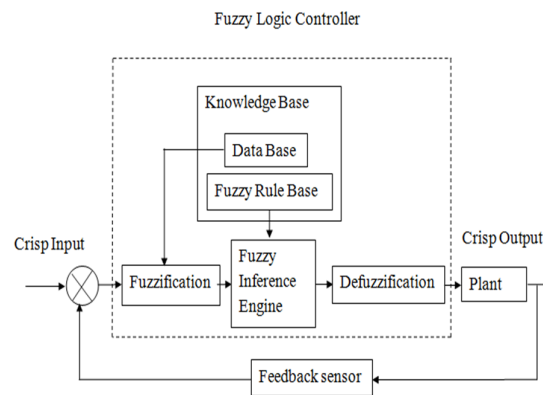 Fuzzy Logic Controller
Knowledge Base
Data Base
Fuzzy Rule Base
Crisp Input
Fuzzification
Fuzzy
Inference
Engine
Defuzzification
Crisp Output
Plant
Feedback sensor